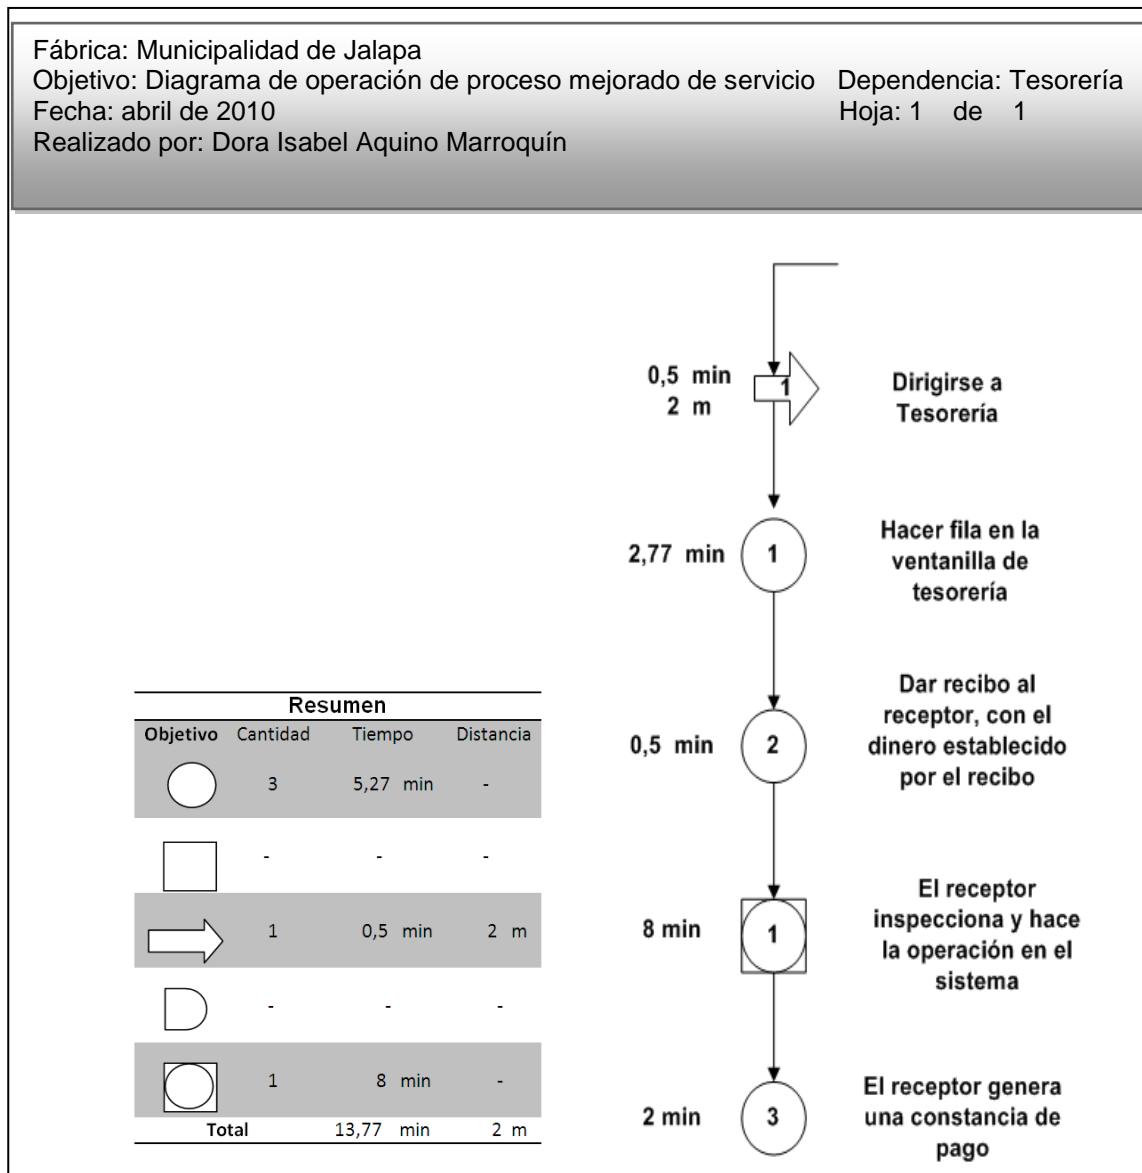 Fábrica: Municipalidad de Jalapa
Objetivo: Diagrama de operación de proceso mejorado de servicio Dependencia: Tesorería
Fecha: abril de 2010 Hoja: 1 de 1
Realizado por: Dora Isabel Aquino Marroquín
0,5 min
2 m
1
Dirigirse a
Tesorería
2,77 min
1
Hacer fila en la
ventanilla de
tesorería
0,5 min
2
Dar recibo al
receptor, con el
dinero establecido
por el recibo
8 min
1
El receptor
inspecciona y hace
la operación en el
sistema
2 min
3
El receptor genera
una constancia de
pago
Resumen
Objetivo Cantidad Tiempo Distancia
3 5,27 min -
- - -
1 0,5 min 2 m
- - -
1 8 min -
Total 13,77 min 2 m